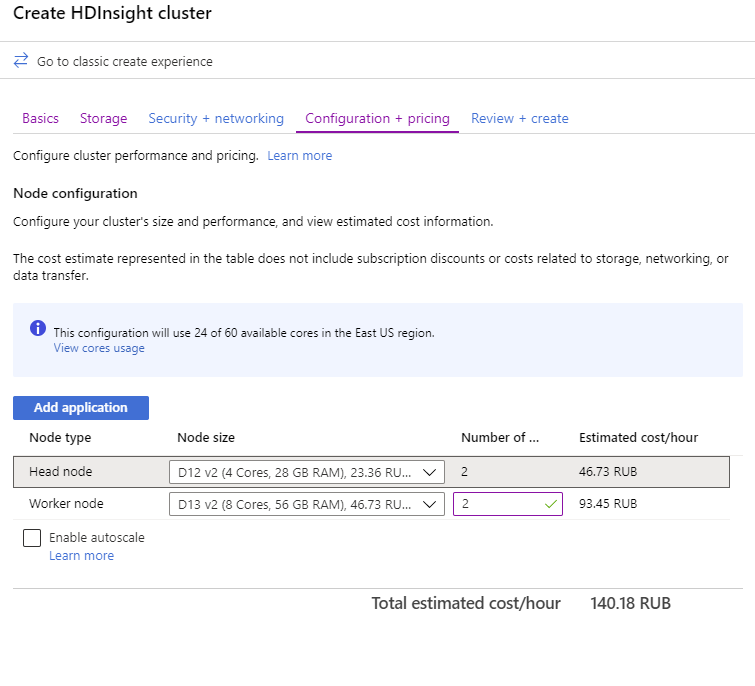 Create HDInsight cluster
Go to classic create experience
Basics Storage Security + networking Configuration + pricing Review + create
Configure cluster performance and pricing. Learn more
Node configuration
Configure your cluster's size and performance, and view estimated cost information.
The cost estimate represented in the table does not include subscription discounts or costs related to storage, networking, or
data transfer.
This configuration will use 24 of 60 available cores in the East US region.
View cores usage
Add application
Node type Node size Number of ... Estimated cost/hour
Head node D12 v2 (4 Cores, 28 GB RAM), 23.36 RU... 2 46.73 RUB
Worker node D13 v2 (8 Cores, 56 GB RAM), 46.73 RU... 2 93.45 RUB
Enable autoscale
Learn more
Total estimated cost/hour 140.18 RUB